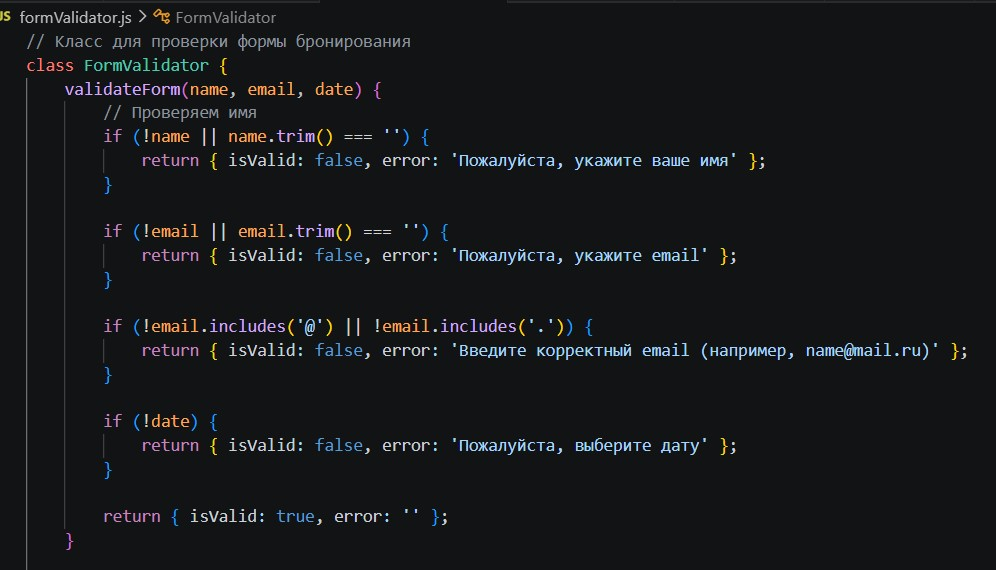 JS formValidator.js > FormValidator
// Класс для проверки формы бронирования
class FormValidator {
validateForm(name, email, date) {
// Проверяем имя
if (!name || name.trim() === '') {
return { isValid: false, error: 'Пожалуйста, укажите ваше имя' };
}
if (!email || email.trim() === '') {
return { isValid: false, error: 'Пожалуйста, укажите email' };
}
if (!email.includes('@') || !email.includes('.')) {
return { isValid: false, error: 'Введите корректный email (например, name@mail.ru)' };
}
if (!date) {
return { isValid: false, error: 'Пожалуйста, выберите дату' };
}
return { isValid: true, error: '' };
}